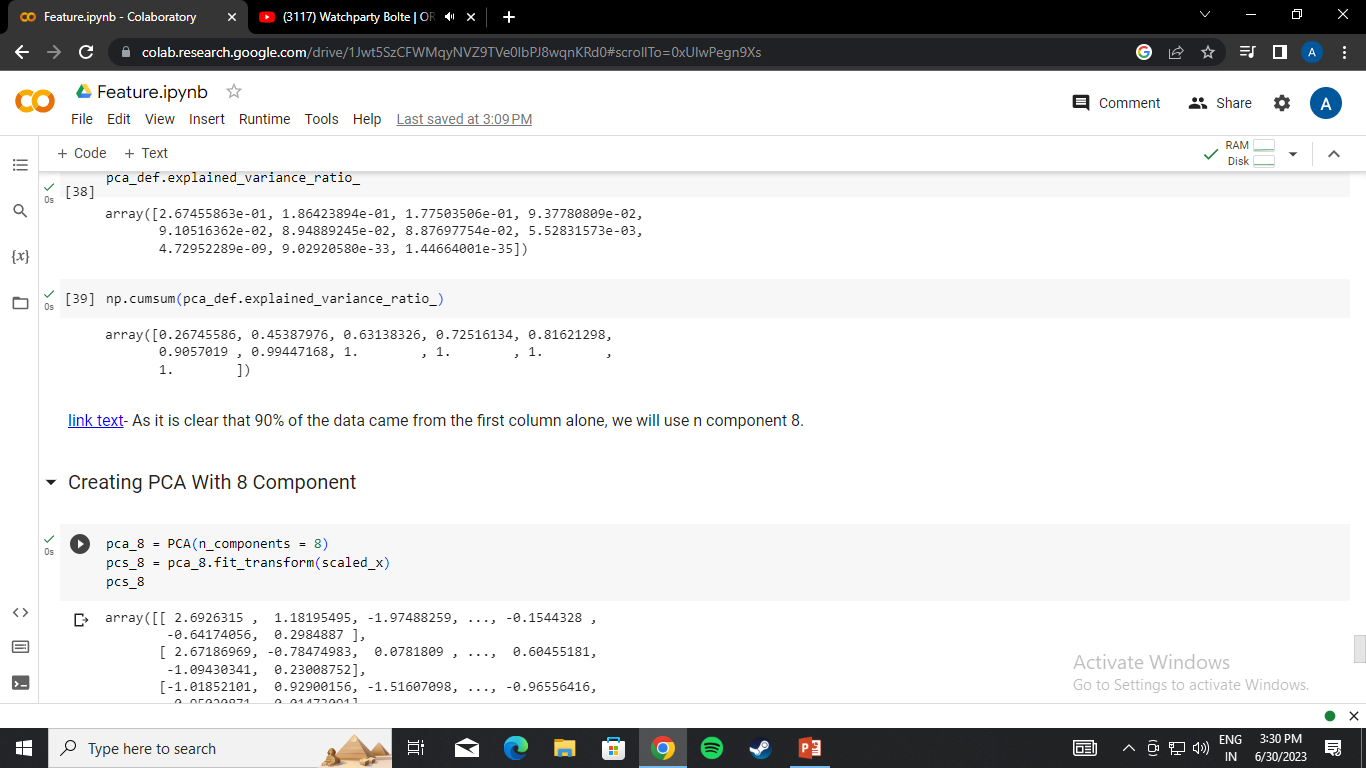 Feature.ipynb - Colaboratory
(3117) Watchparty Bolte | OR
colab.research.google.com/drive/1Jwt5SzCFWMqyNVZ9TVe0IbPJ8wqnKRd0#scrollTo=0xUIwPegn9Xs
A
Feature.ipynb
File Edit View Insert Runtime Tools Help Last saved at 3:09 PM
Comment Share A
+ Code + Text
RAM
Disk
pca_def.explained_variance_ratio_
[38]
0s
array([2.67455863e-01, 1.86423894e-01, 1.77503506e-01, 9.37780809e-02,
9.10516362e-02, 8.94889245e-02, 8.87697754e-02, 5.52831573e-03,
4.72952289e-09, 9.02920580e-33, 1.44664001e-35])
{x}
[39] np.cumsum(pca_def.explained_variance_ratio_)
0s
array([0.26745586, 0.45387976, 0.63138326, 0.72516134, 0.81621298,
0.9057019 , 0.99447168, 1. , 1. , 1. ,
1. ])
link text- As it is clear that 90% of the data came from the first column alone, we will use n component 8.
Creating PCA With 8 Component
0s
pca_8 = PCA(n_components = 8)
pcs_8 = pca_8.fit_transform(scaled_x)
pcs_8
array([[ 2.6926315 , 1.18195495, -1.97488259, ..., -0.1544328 ,
-0.64174056, 0.2984887 ],
[ 2.67186969, -0.78474983, 0.0781809 , ..., 0.60455181,
-1.09430341, 0.23008752],
[-1.01852101, 0.92900156, -1.51607098, ..., -0.96556416,
Activate Windows
Go to Settings to activate Windows.
Type here to search
ENG
IN
3:30 PM
6/30/2023